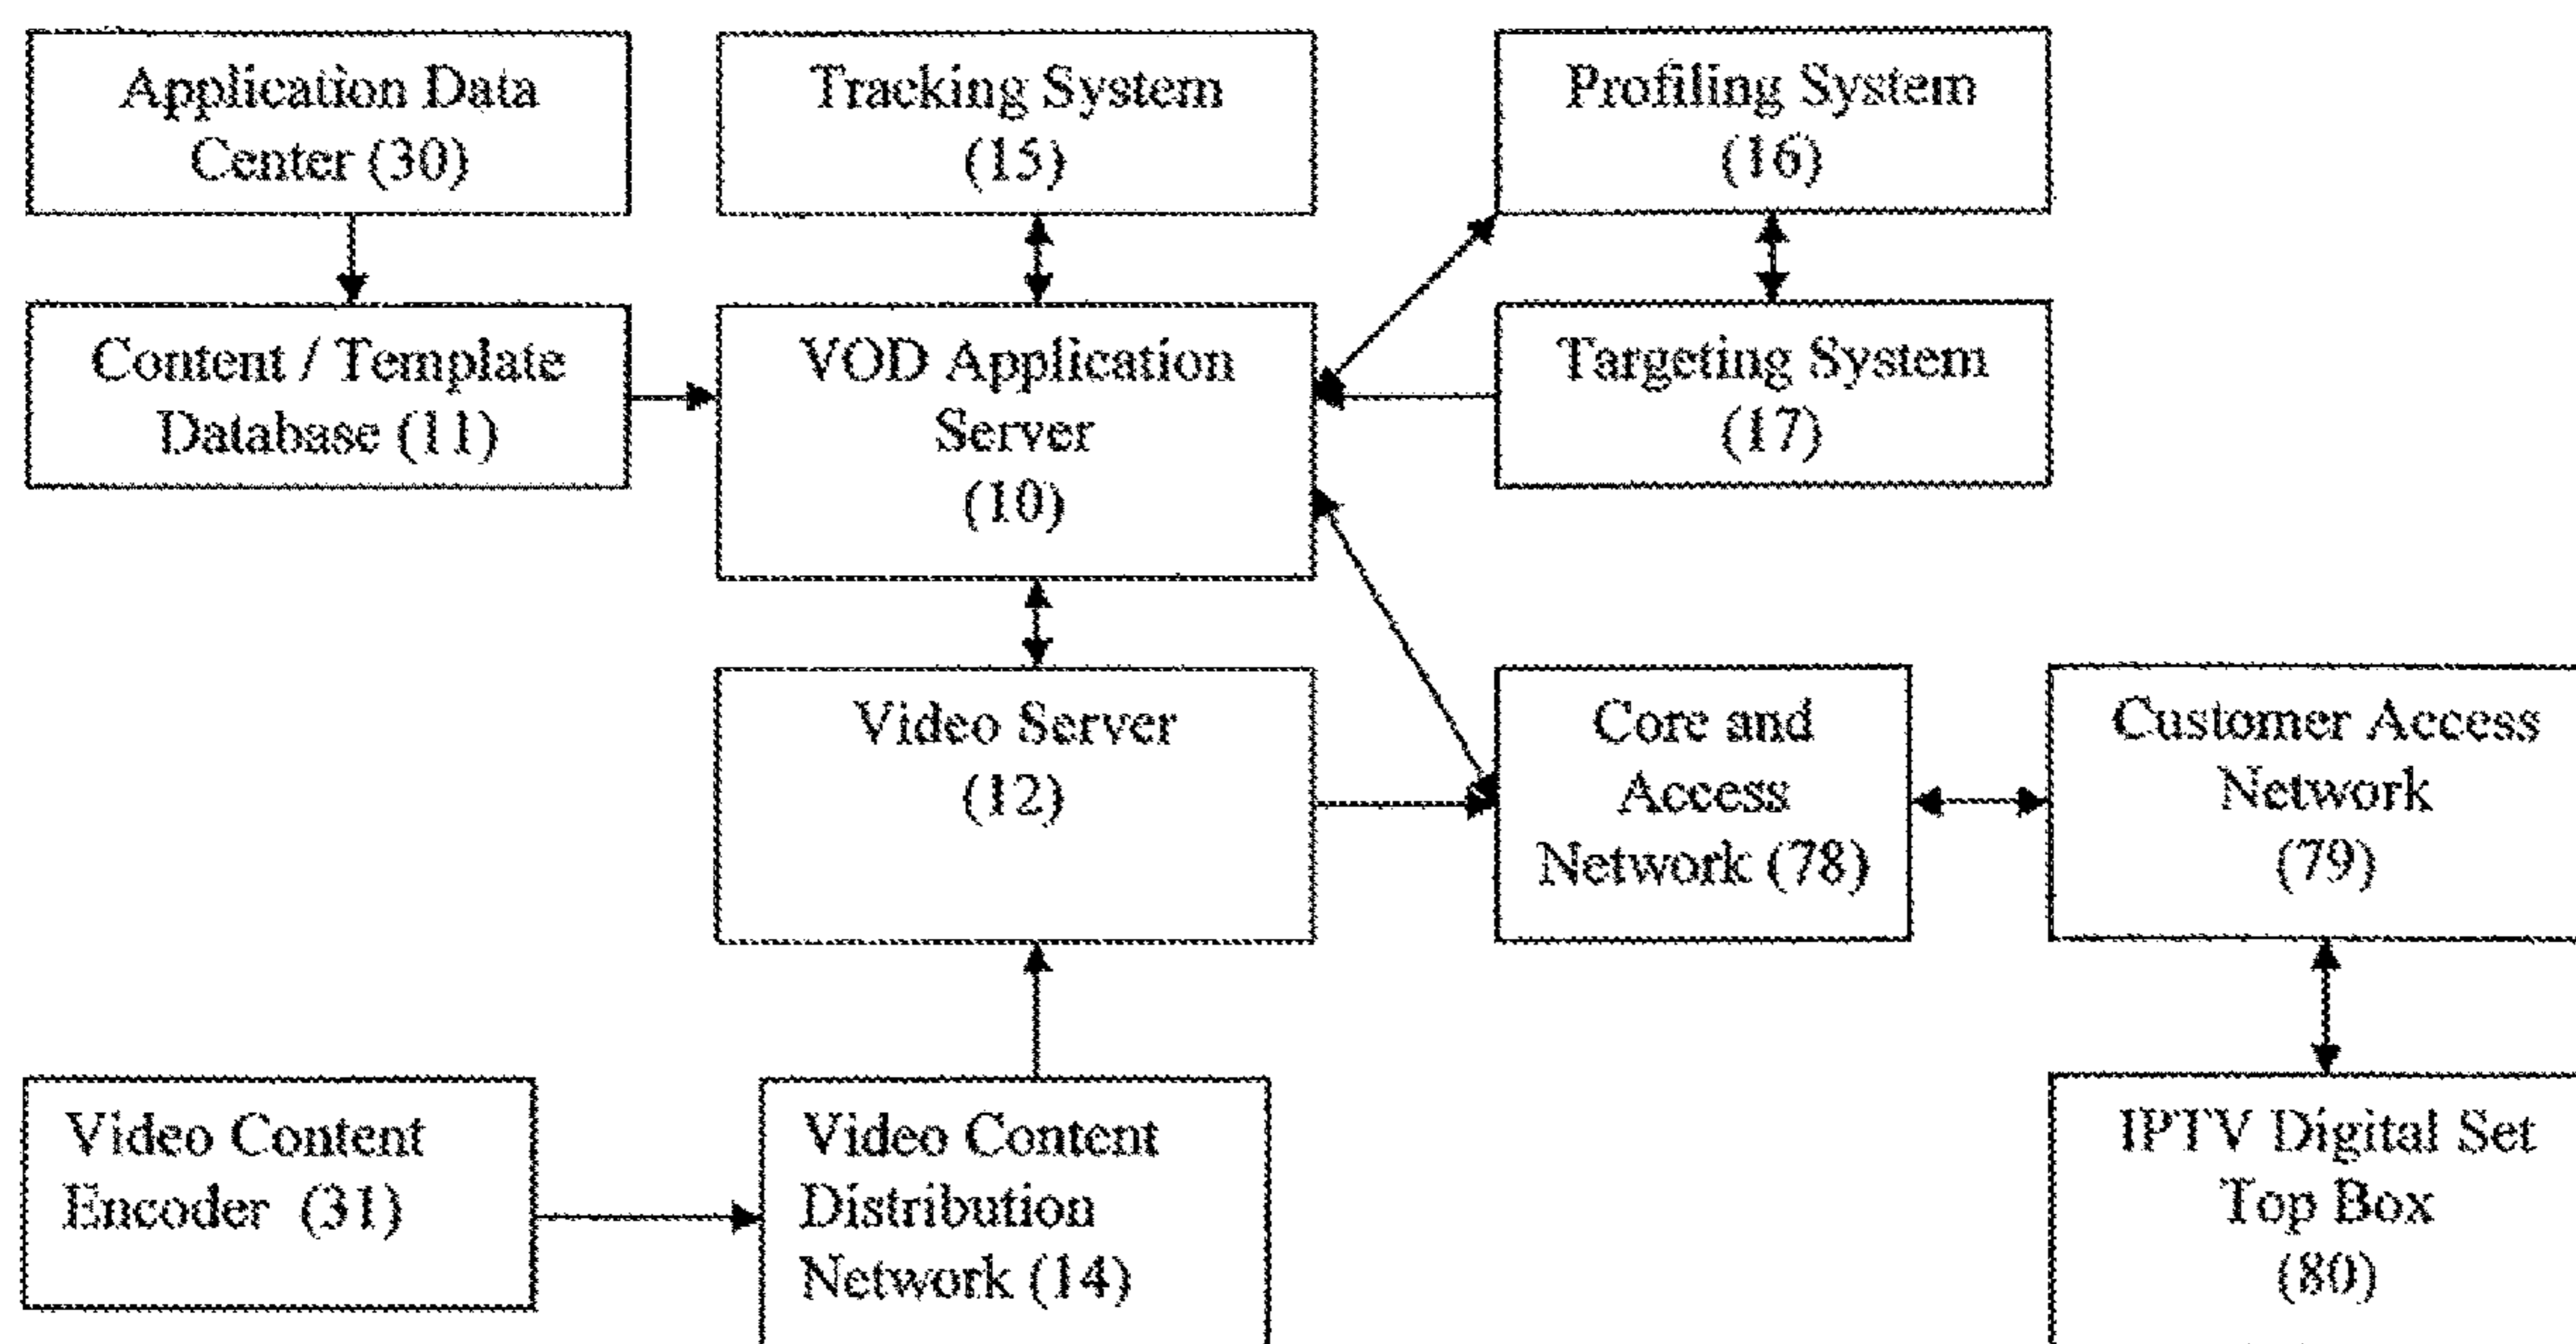 Application Data
Center (30)
Tracking System
(15)
Profiling System
(16)
Content / Template
Database (11)
VOD Application
Server
(10)
Targeting System
(17)
Video Server
(12)
Core and
Access
Network (78)
Customer Access
Network
(79)
Video Content
Encoder (31)
Video Content
Distribution
Network (14)
IPTV Digital Set
Top Box
(80)